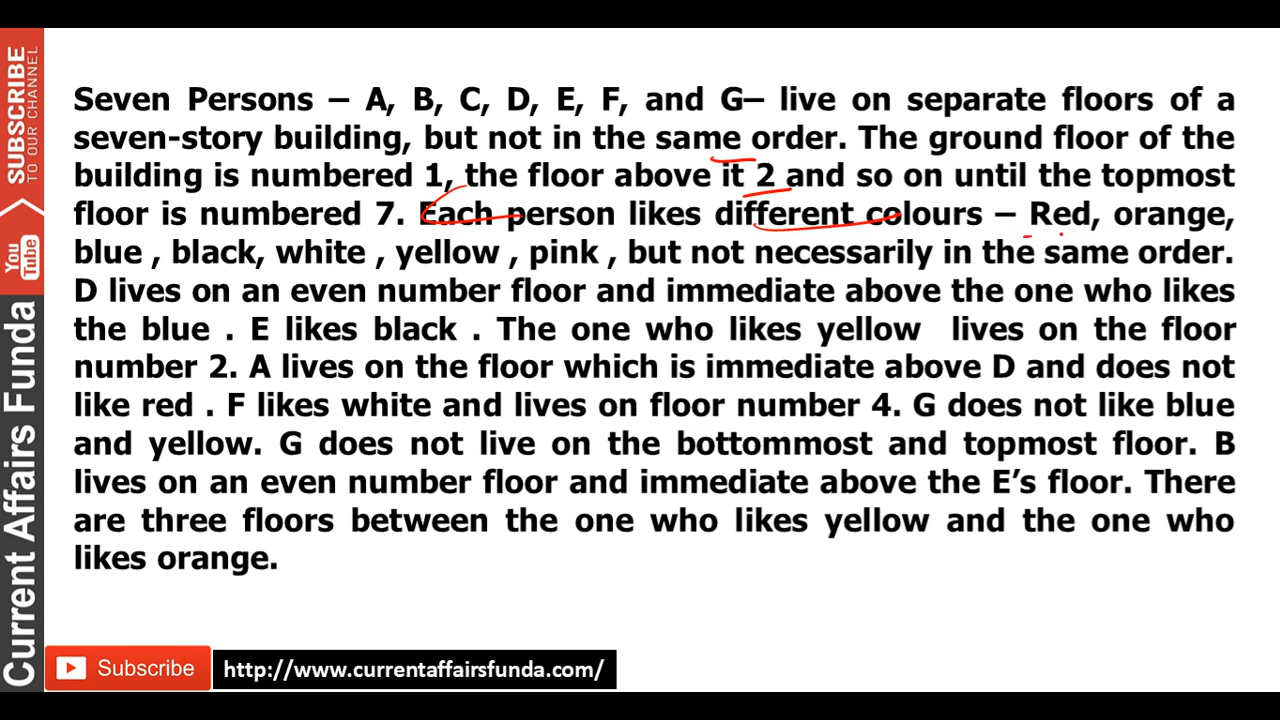 Seven Persons – A, B, C, D, E, F, and G– live on separate floors of a
seven-story building, but not in the same order. The ground floor of the
building is numbered 1, the floor above it 2 and so on until the topmost
floor is numbered 7. Each person likes different colours – Red, orange,
blue , black, white , yellow , pink , but not necessarily in the same order.
D lives on an even number floor and immediate above the one who likes
the blue . E likes black . The one who likes yellow lives on the floor
number 2. A lives on the floor which is immediate above D and does not
like red . F likes white and lives on floor number 4. G does not like blue
and yellow. G does not live on the bottommost and topmost floor. B
lives on an even number floor and immediate above the E’s floor. There
are three floors between the one who likes yellow and the one who
likes orange.
SUBSCRIBE
TO OUR CHANNEL
You
Tube
Current Affairs Funda
Subscribe
http://www.currentaffairsfunda.com/